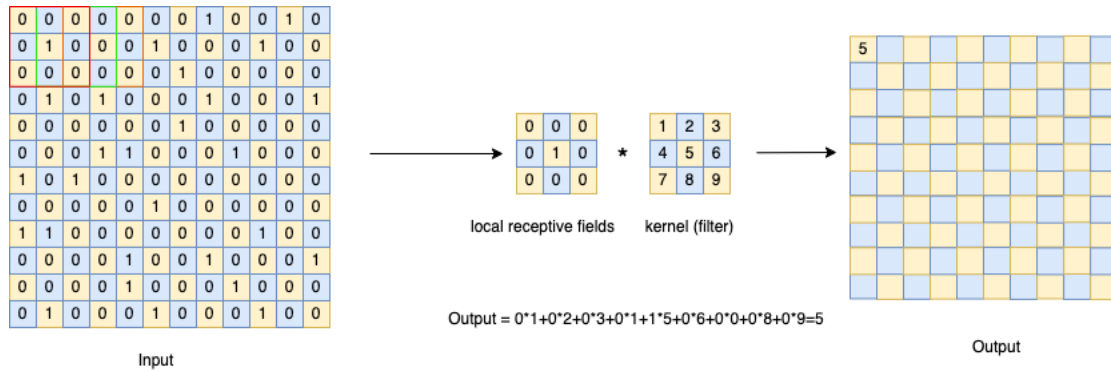 0 0 0 0 0 0 0 1 0 0 1 0
0 1 0 0 0 1 0 0 0 1 0 0
0 0 0 0 0 0 1 0 0 0 0 0
0 1 0 1 0 0 0 1 0 0 0 1
0 0 0 0 0 0 1 0 0 0 0 0
0 0 0 1 1 0 0 0 1 0 0 0
1 0 1 0 0 0 0 0 0 0 0 0
0 0 0 0 0 1 0 0 0 0 0 0
1 1 0 0 0 0 0 0 0 1 0 0
0 0 0 0 1 0 0 1 0 0 0 1
0 0 0 0 1 0 0 0 1 0 0 0
0 1 0 0 0 1 0 0 0 1 0 0
Input
0 0 0
0 1 0
0 0 0
local receptive fields
*
1 2 3
4 5 6
7 8 9
kernel (filter)
Output = 0*1+0*2+0*3+0*1+1*5+0*6+0*0+0*8+0*9=5
5
Output